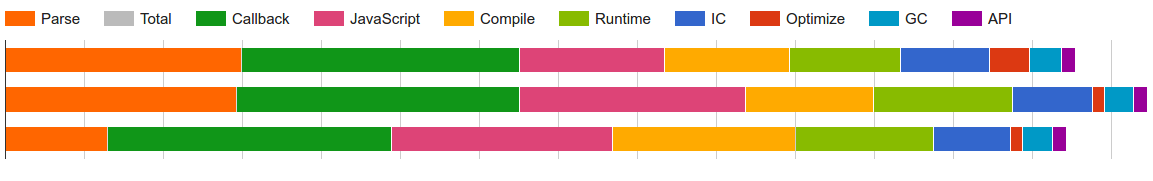 Parse Total Callback JavaScript Compile Runtime IC Optimize GC API